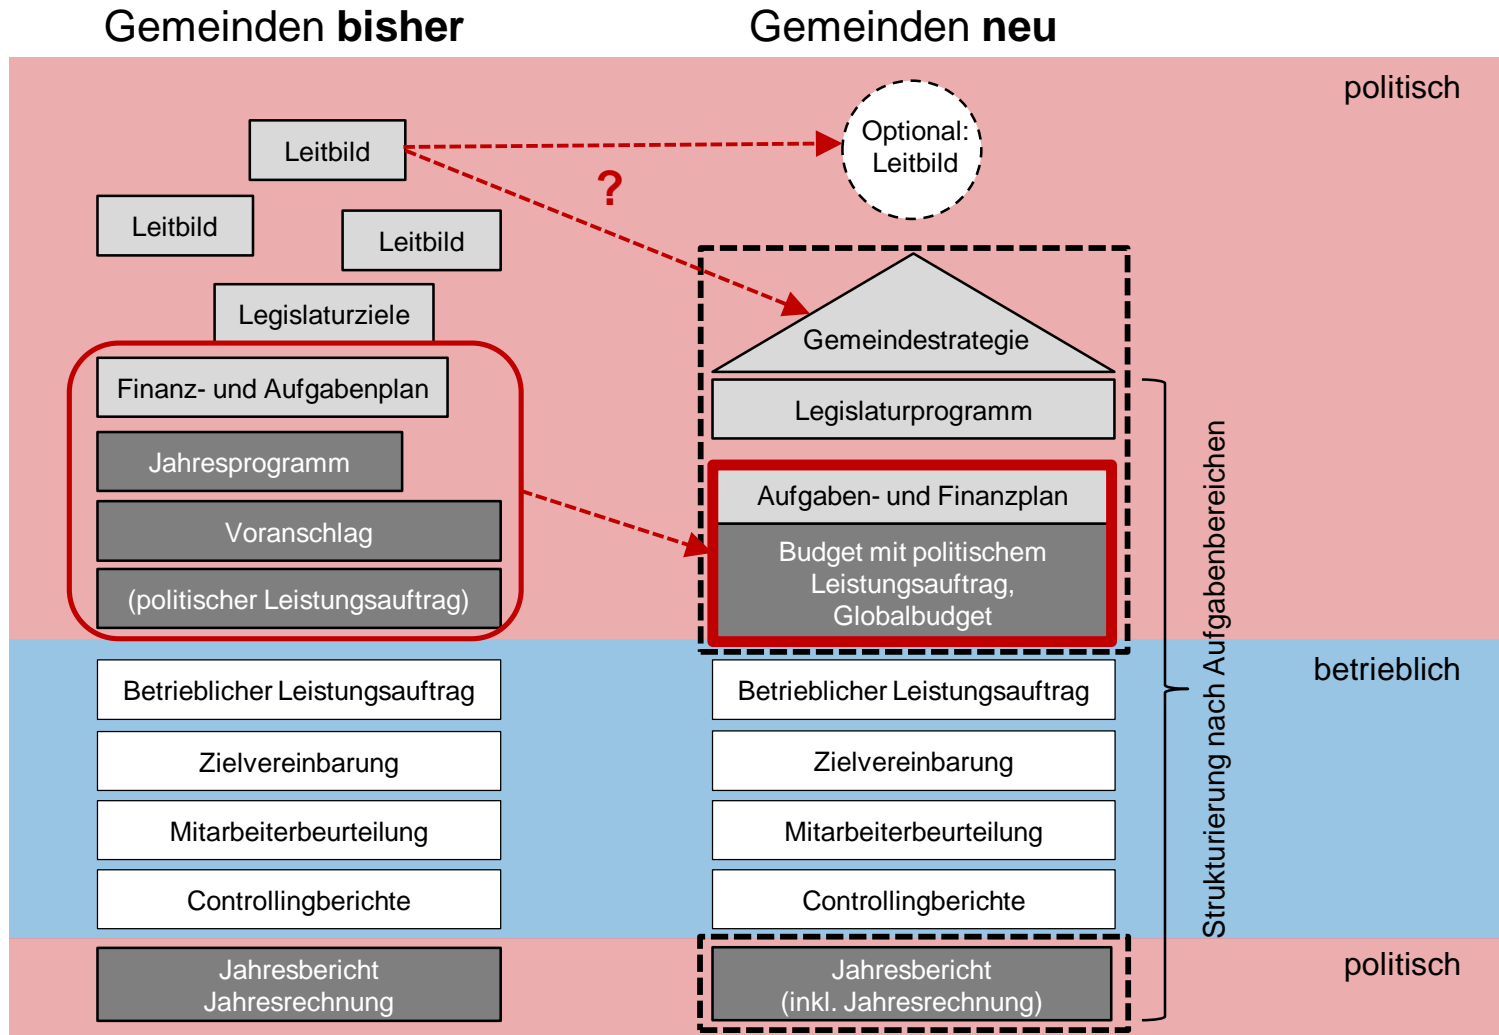 Gemeinden bisher
Gemeinden neu
politisch
Leitbild
Leitbild
Leitbild
Legislaturziele
Finanz- und Aufgabenplan
Jahresprogramm
Voranschlag
(politischer Leistungsauftrag)
Betrieblicher Leistungsauftrag
Zielvereinbarung
Mitarbeiterbeurteilung
Controllingberichte
Jahresbericht
Jahresrechnung
?
Optional:
Leitbild
Gemeindestrategie
Legislaturprogramm
Aufgaben- und Finanzplan
Budget mit politischem
Leistungsauftrag,
Globalbudget
Betrieblicher Leistungsauftrag
Zielvereinbarung
Mitarbeiterbeurteilung
Controllingberichte
Jahresbericht
(inkl. Jahresrechnung)
Strukturierung nach Aufgabenbereichen
betrieblich
politisch